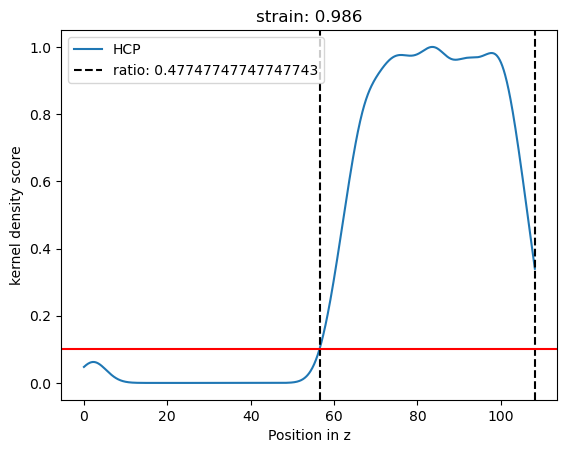 strain: 0.986
HCP
ratio: 0.47747747747747743
kernel density score
1.0
0.8
0.6
0.4
0.2
0.0
0 20 40 60 80 100
Position in z